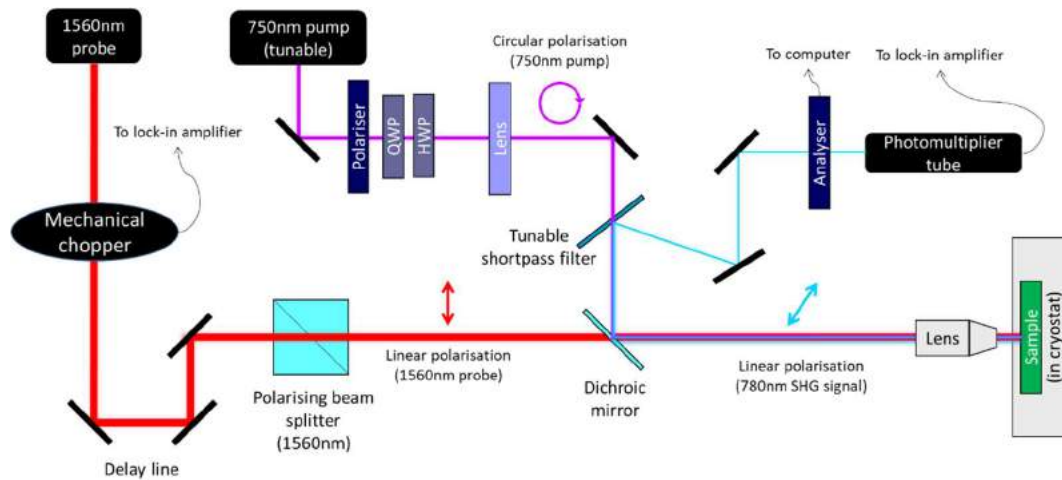 1560nm
probe
750nm pump
(tunable)
Circular polarisation
(750nm pump)
To computer
To lock-in amplifier
To lock-in amplifier
Polariser
QWP
HWP
Lens
Analyser
Photomultiplier
tube
Mechanical
chopper
Tunable
shortpass filter
Linear polarisation
(1560nm probe)
Linear polarisation
(780nm SHG signal)
Lens
Sample
(in cryostat)
Polarising beam
splitter
(1560nm)
Dichroic
mirror
Delay line